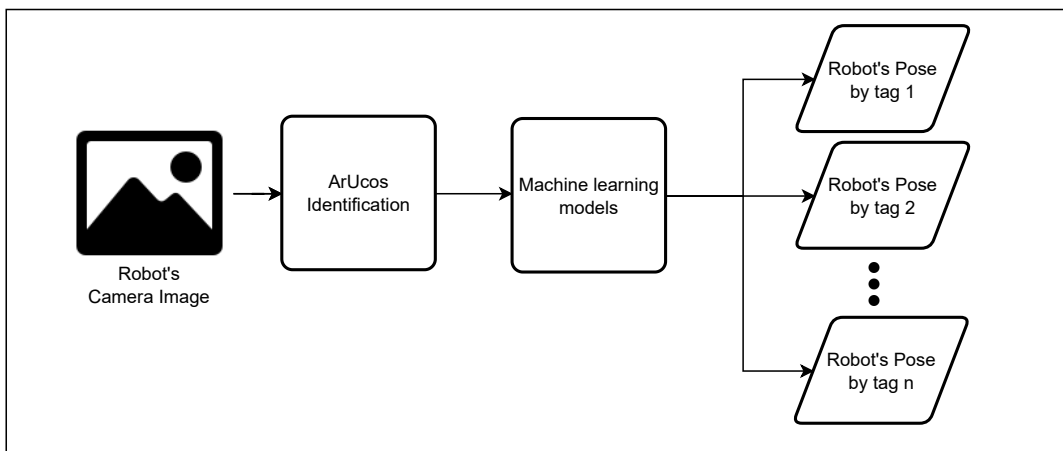 Robot's
Camera Image
ArUcos
Identification
Machine learning
models
Robot's Pose
by tag 1
Robot's Pose
by tag 2
Robot's Pose
by tag n